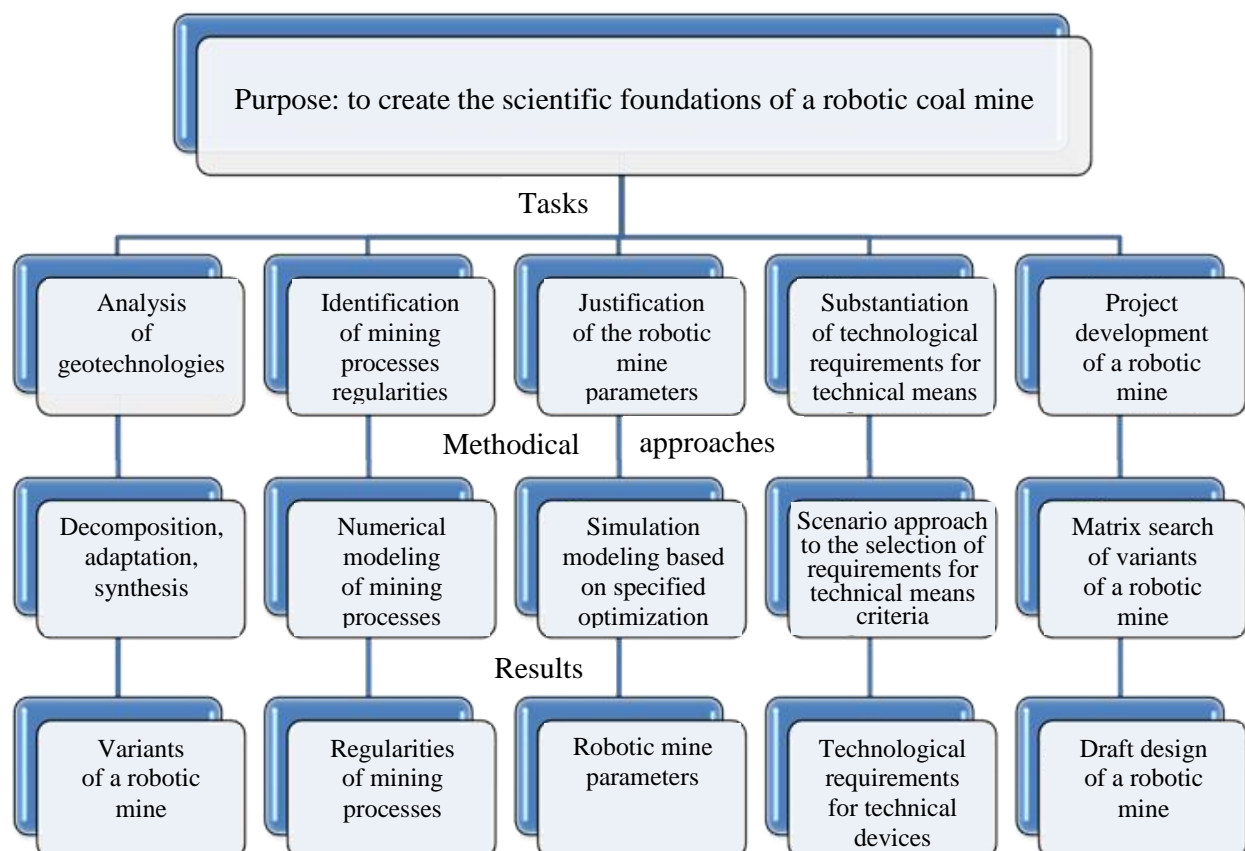 Purpose: to create the scientific foundations of a robotic coal mine
Tasks
Analysis
of
geotechnologies
Identification
of mining
processes
regularities
Justification
of the robotic
mine
parameters
Substantiation
of technological
requirements for
technical means
Project
development
of a robotic
mine
Methodical approaches
Decomposition,
adaptation,
synthesis
Numerical
modeling
of mining
processes
Simulation
modeling based
on specified
optimization
Scenario approach
to the selection of
requirements for
technical means
criteria
Matrix search
of variants
of a robotic
mine
Results
Variants
of a robotic
mine
Regularities
of mining
processes
Robotic mine
parameters
Technological
requirements
for technical
devices
Draft design
of a robotic
mine